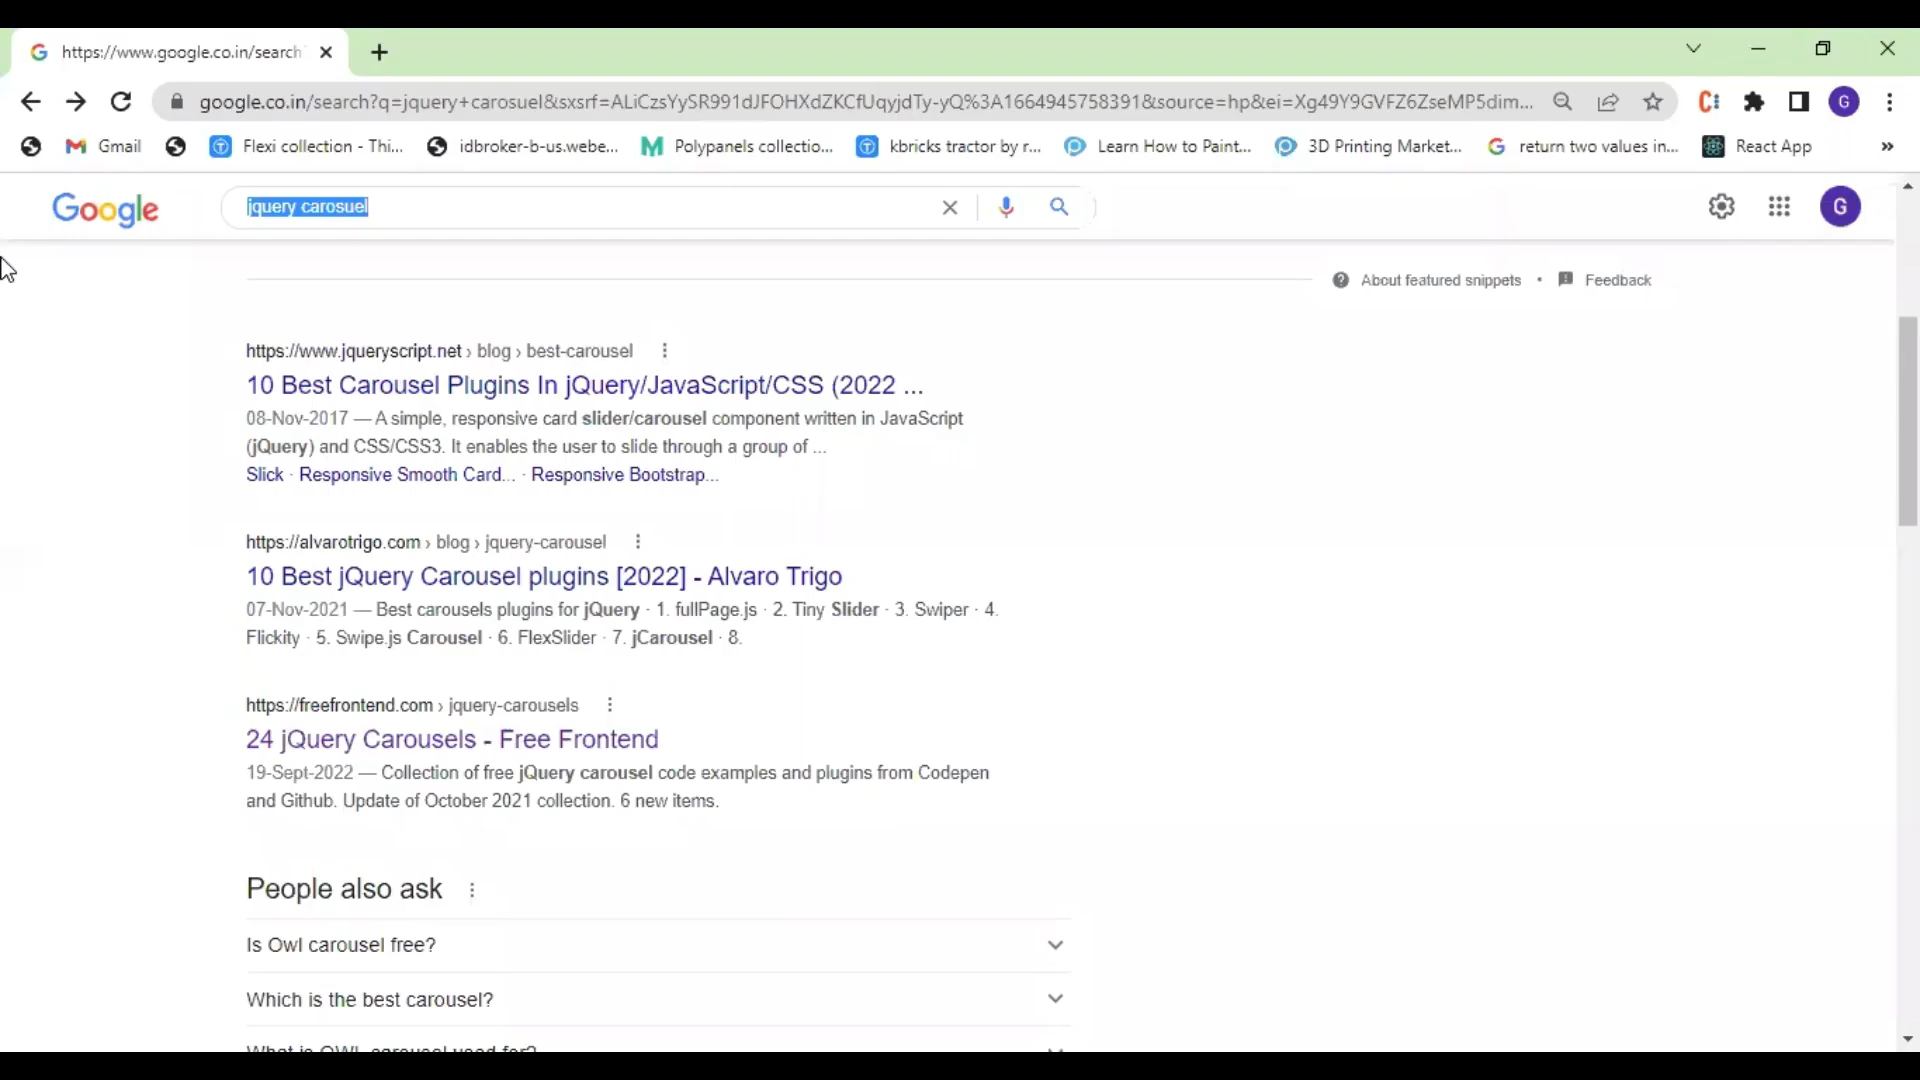 https://www.google.co.in/search
google.co.in/search?q=jquery+carosuel&sxsrf=ALiCzsYySR991dJFOHXdZKCfUqyjdTy-yQ%3A1664945758391&source=hp&ei=Xg49Y9GVFZ6ZseMP5dim...
Gmail Flexi collection - Thi... idbroker-b-us.webe... Polypanels collectio... kbricks tractor by r... Learn How to Paint... 3D Printing Market... return two values in... React App »
Google jquery carosuel G
About featured snippets • Feedback
https://www.jqueryscript.net › blog › best-carousel
10 Best Carousel Plugins In jQuery/JavaScript/CSS (2022 ...
08-Nov-2017 — A simple, responsive card slider/carousel component written in JavaScript
(jQuery) and CSS/CSS3. It enables the user to slide through a group of ...
Slick · Responsive Smooth Card... · Responsive Bootstrap...
https://alvarotrigo.com › blog › jquery-carousel
10 Best jQuery Carousel plugins [2022] - Alvaro Trigo
07-Nov-2021 — Best carousels plugins for jQuery · 1. fullPage.js · 2. Tiny Slider · 3. Swiper · 4.
Flickity · 5. Swipe.js Carousel · 6. FlexSlider · 7. jCarousel · 8.
https://freefrontend.com › jquery-carousels
24 jQuery Carousels - Free Frontend
19-Sept-2022 — Collection of free jQuery carousel code examples and plugins from Codepen
and Github. Update of October 2021 collection. 6 new items.
People also ask
Is Owl carousel free?
Which is the best carousel?
What is OWL carousel used for?